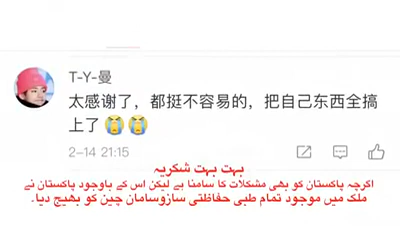 T-Y-曼
太感谢了，都挺不容易的，把自己东西全搞
上了😭😭
2-14 21:15
بہت بہت شکریہ
اگرچہ پاکستان کو بھی مشکلات کا سامنا ہے لیکن اس کے باوجود پاکستان نے
ملک میں موجود تمام طبی حفاظتی سازوسامان چین کو بھیج دیا۔